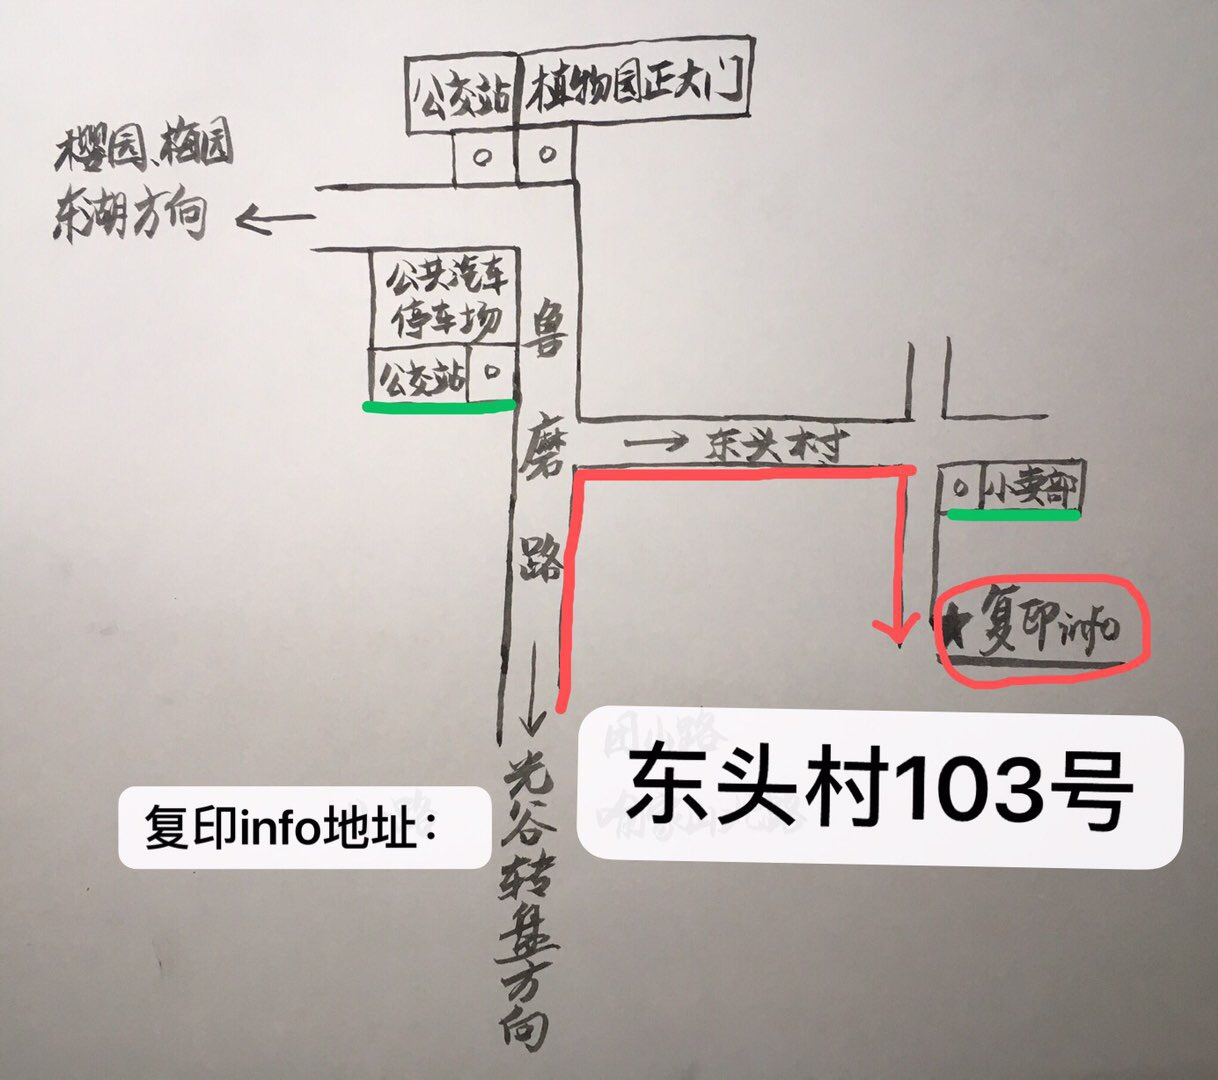 公交站 植物园正大门
樱园、梅园
东湖方向
公共汽车
停车场
公交站
鲁磨路
东头村
小卖部
复印info
东头村103号
复印info地址：
光谷转盘方向